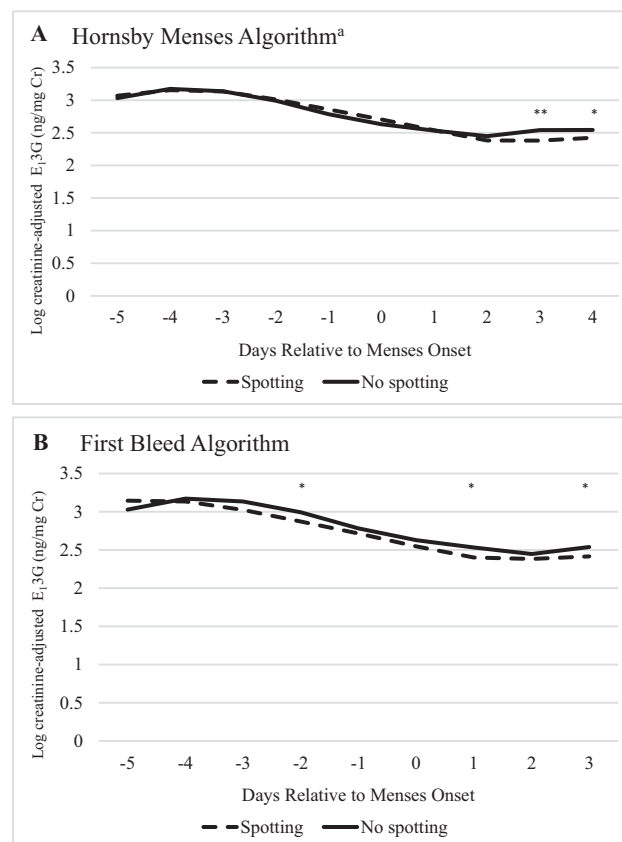 A Hornsby Menses Algorithmᵃ
Log creatinine-adjusted E₁3G (ng/mg Cr)
3.5
3
2.5
2
1.5
1
0.5
0
** *
-5 -4 -3 -2 -1 0 1 2 3 4
Days Relative to Menses Onset
Spotting No spotting
B First Bleed Algorithm
Log creatinine-adjusted E₁3G (ng/mg Cr)
3.5
3
2.5
2
1.5
1
0.5
0
* * *
-5 -4 -3 -2 -1 0 1 2 3
Days Relative to Menses Onset
Spotting No spotting